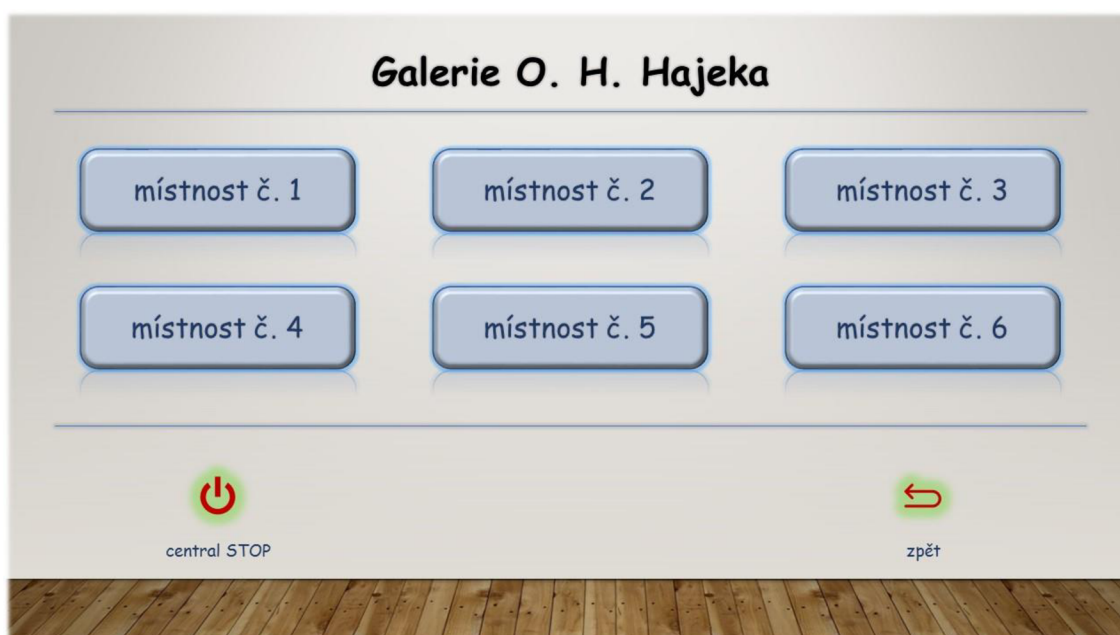 Galerie O. H. Hajeka
místnost č. 1
místnost č. 2
místnost č. 3
místnost č. 4
místnost č. 5
místnost č. 6
central STOP
zpět